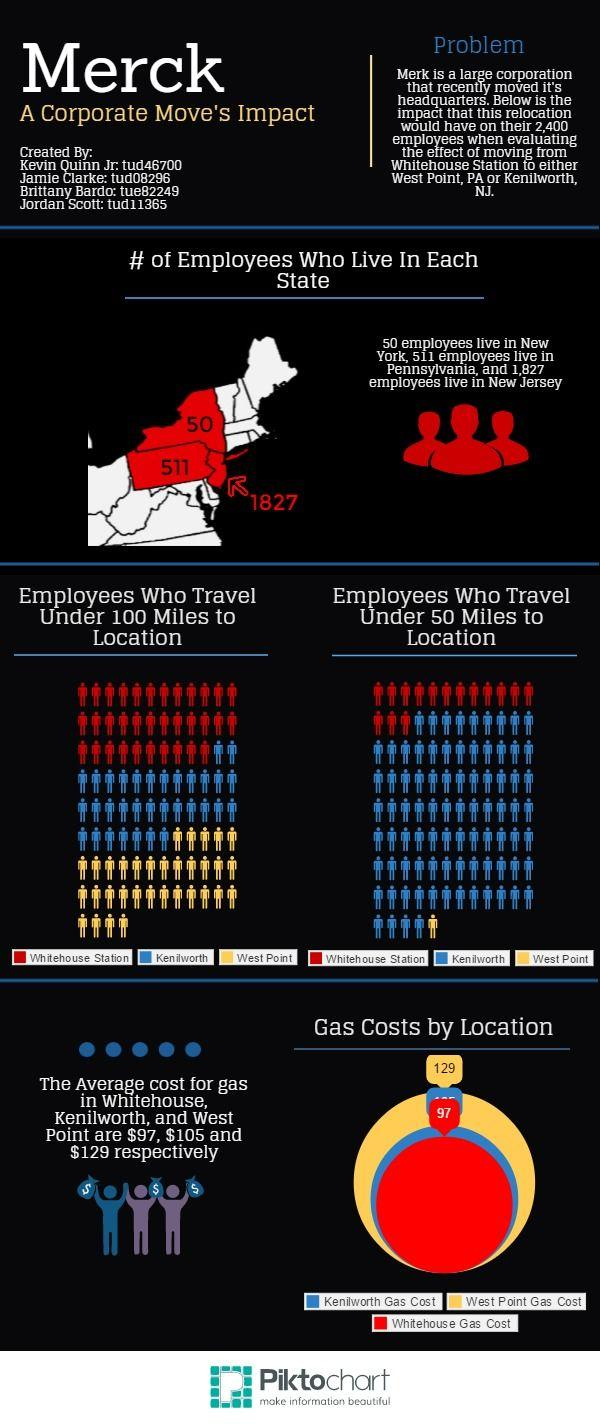 Merck
A Corporate Move's Impact
Created By:
Kevin Quinn Jr: tud46700
Jamie Clarke: tud08296
Brittany Bardo: tue82249
Jordan Scott: tud11365
Problem
Merk is a large corporation
that recently moved it's
headquarters. Below is the
impact that this relocation
would have on their 2,400
employees when evaluating
the effect of moving from
Whitehouse Station to either
West Point, PA or Kenilworth,
NJ.
# of Employees Who Live In Each
State
50
511
1827
50 employees live in New
York, 511 employees live in
Pennsylvania, and 1,827
employees live in New Jersey
Employees Who Travel
Under 100 Miles to
Location
Whitehouse Station
Kenilworth
West Point
Employees Who Travel
Under 50 Miles to
Location
Whitehouse Station
Kenilworth
West Point
The Average cost for gas
in Whitehouse,
Kenilworth, and West
Point are $97, $105 and
$129 respectively
$ $ $
Gas Costs by Location
129
97
Kenilworth Gas Cost
West Point Gas Cost
Whitehouse Gas Cost
Piktochart
make information beautiful